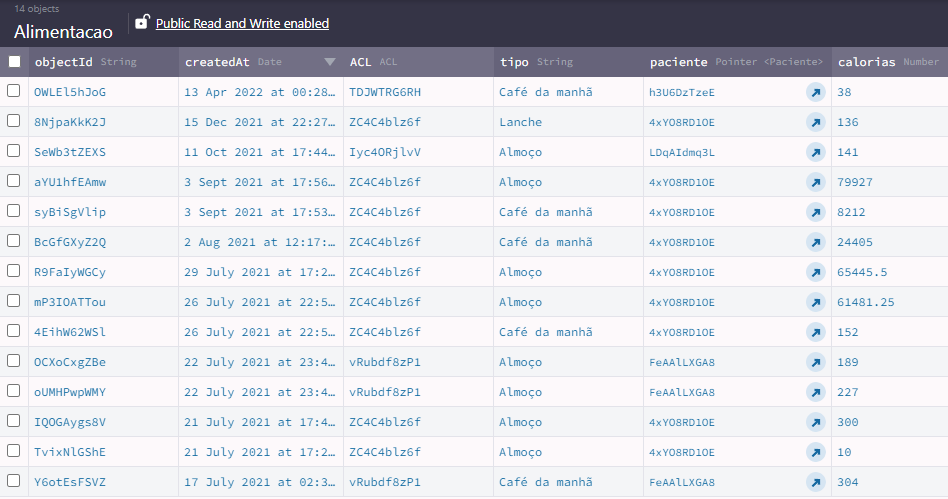 14 objects
Alimentacao Public Read and Write enabled
objectId String createdAt Date ACL ACL tipo String paciente Pointer <Paciente> calorias Number
OWLEl5hJoG 13 Apr 2022 at 00:28… TDJWTRG6RH Café da manhã h3U6DzTzeE 38
8NjpaKkK2J 15 Dec 2021 at 22:27… ZC4C4blz6f Lanche 4xYO8RD1OE 136
SeWb3tZEXS 11 Oct 2021 at 17:44… Iyc4ORjlvV Almoço LDqAIdmq3L 141
aYU1hfEAmw 3 Sept 2021 at 17:56… ZC4C4blz6f Almoço 4xYO8RD1OE 79927
syBiSgVlip 3 Sept 2021 at 17:53… ZC4C4blz6f Café da manhã 4xYO8RD1OE 8212
BcGfGXyZ2Q 2 Aug 2021 at 12:17:… ZC4C4blz6f Café da manhã 4xYO8RD1OE 24405
R9FaIyWGCy 29 July 2021 at 17:2… ZC4C4blz6f Almoço 4xYO8RD1OE 65445.5
mP3IOATTou 26 July 2021 at 22:5… ZC4C4blz6f Almoço 4xYO8RD1OE 61481.25
4EihW62WSl 26 July 2021 at 22:5… ZC4C4blz6f Café da manhã 4xYO8RD1OE 152
OCXoCxgZBe 22 July 2021 at 23:4… vRubdf8zP1 Almoço FeAAlLXGA8 189
oUMHPwpWMY 22 July 2021 at 23:4… vRubdf8zP1 Almoço FeAAlLXGA8 227
IQOGAygs8V 21 July 2021 at 17:4… ZC4C4blz6f Almoço 4xYO8RD1OE 300
TvixNlGShE 21 July 2021 at 17:2… ZC4C4blz6f Almoço 4xYO8RD1OE 10
Y6otEsFSVZ 17 July 2021 at 02:3… vRubdf8zP1 Café da manhã FeAAlLXGA8 304